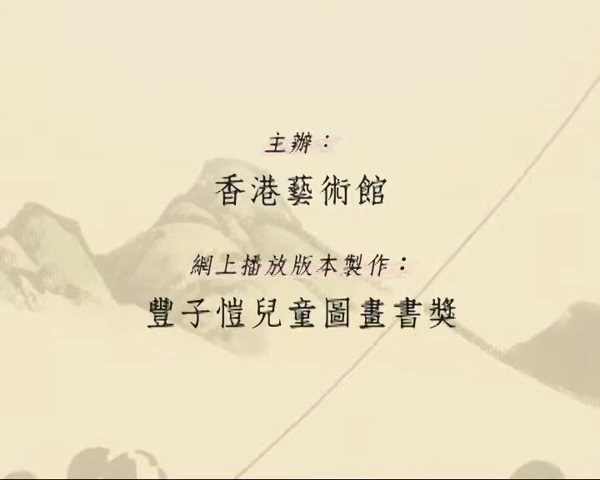 主辦：
香港藝術館
網上播放版本製作：
豐子愷兒童圖畫書獎